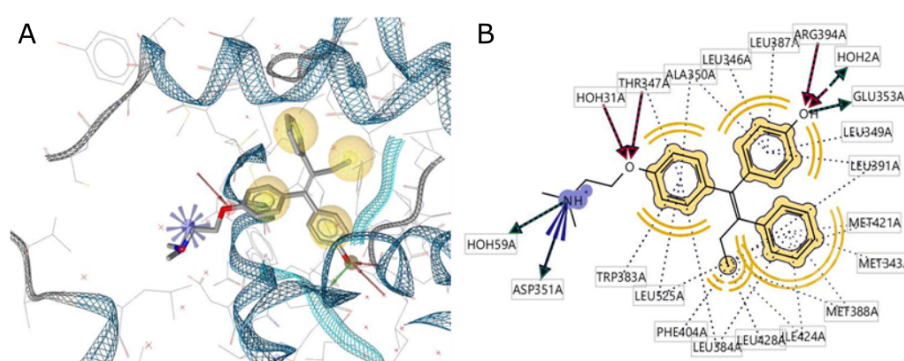 A
B
ARG394A
LEU387A
HOH2A
LEU346A
ALA350A
THR347A
GLU353A
HOH31A
OH
LEU349A
O
LEU391A
NH
MET421A
HOH59A
MET343A
TRP383A
ASP351A
LEU525A
MET388A
PHE404A
ILE424A
LEU428A
LEU384A